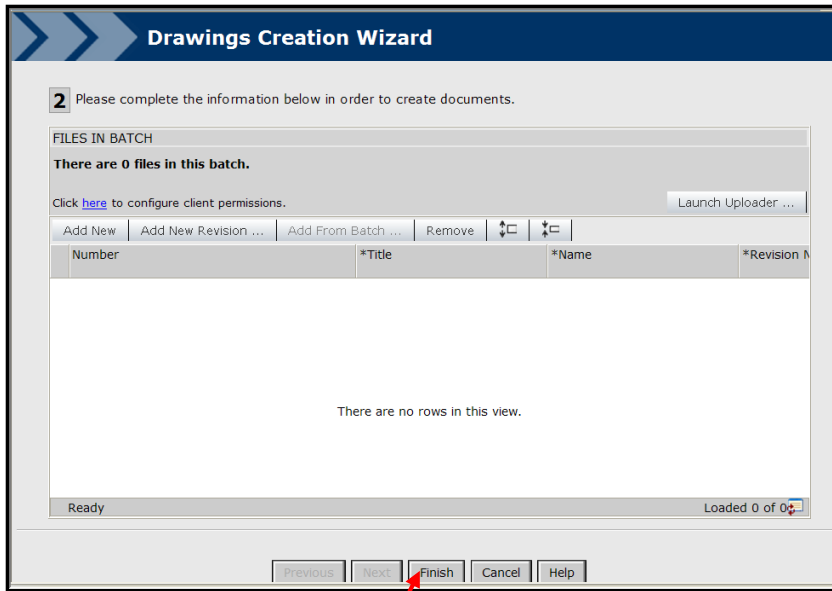 Drawings Creation Wizard
2 Please complete the information below in order to create documents.
FILES IN BATCH
There are 0 files in this batch.
Click here to configure client permissions. Launch Uploader ...
Add New Add New Revision ... Add From Batch ... Remove
Number *Title *Name *Revision N
There are no rows in this view.
Ready Loaded 0 of 0
Previous Next Finish Cancel Help